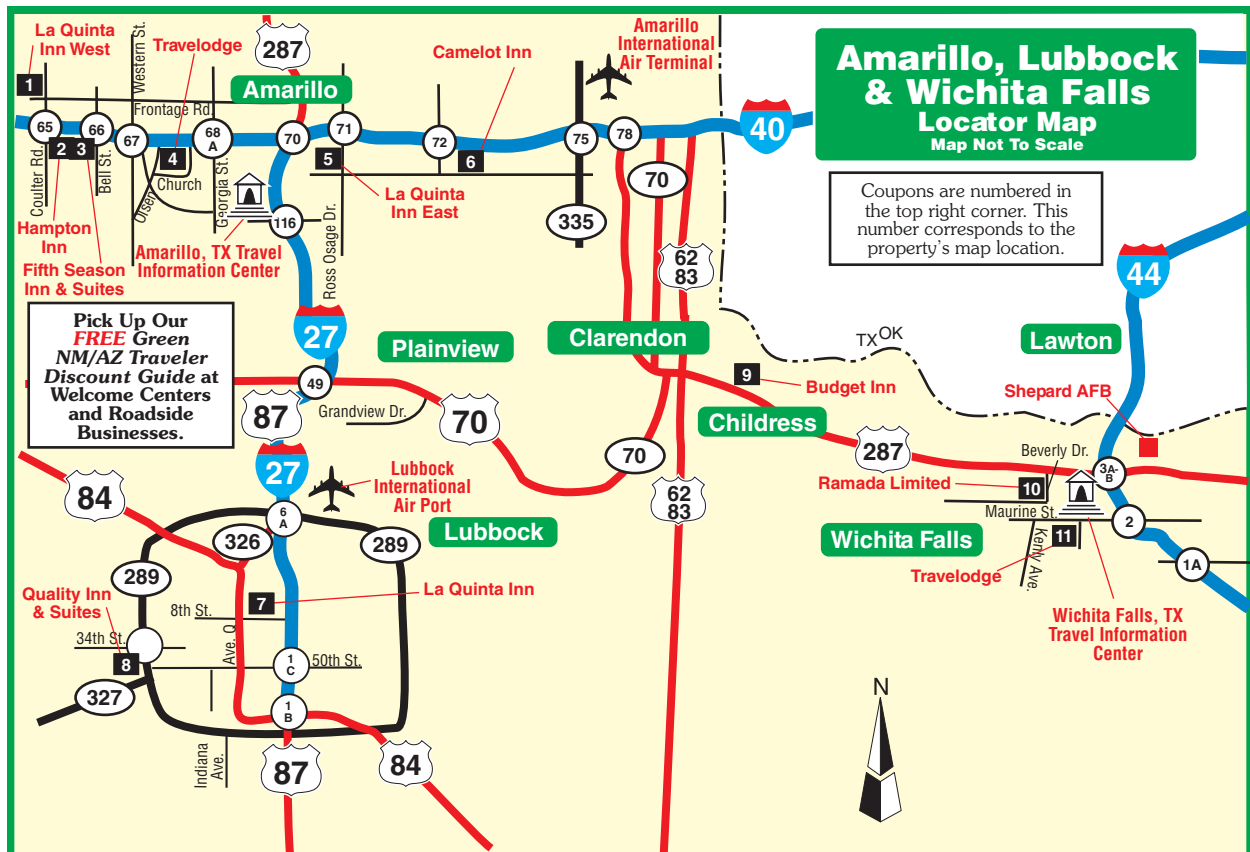 Amarillo, Lubbock
& Wichita Falls
Locator Map
Map Not To Scale
Coupons are numbered in
the top right corner. This
number corresponds to the
property's map location.
La Quinta
Inn West
1
Western St.
Travelodge
287
Amarillo
Camelot Inn
Amarillo
International
Air Terminal
40
Frontage Rd.
65
66
67
68
A
70
71
72
75
78
2
3
4
5
6
Coulter Rd.
Bell St.
Olsen
Church
Georgia St.
116
Ross Osage Dr.
La Quinta
Inn East
335
70
62
83
Hampton
Inn
Fifth Season
Inn & Suites
Amarillo, TX Travel
Information Center
44
Pick Up Our
FREE Green
NM/AZ Traveler
Discount Guide at
Welcome Centers
and Roadside
Businesses.
27
Plainview
Clarendon
TX
OK
Lawton
49
87
Grandview Dr.
70
9
Budget Inn
Childress
Shepard AFB
287
Beverly Dr.
3A-
B
70
27
Lubbock
International
Air Port
84
6
A
62
83
Ramada Limited
10
Maurine St.
2
326
289
Lubbock
Wichita Falls
11
Kenly Ave.
1A
289
Travelodge
Quality Inn
& Suites
8th St.
7
La Quinta Inn
Wichita Falls, TX
Travel Information
Center
34th St.
Ave. Q
8
1
C
50th St.
327
1
B
N
Indiana
Ave.
87
84